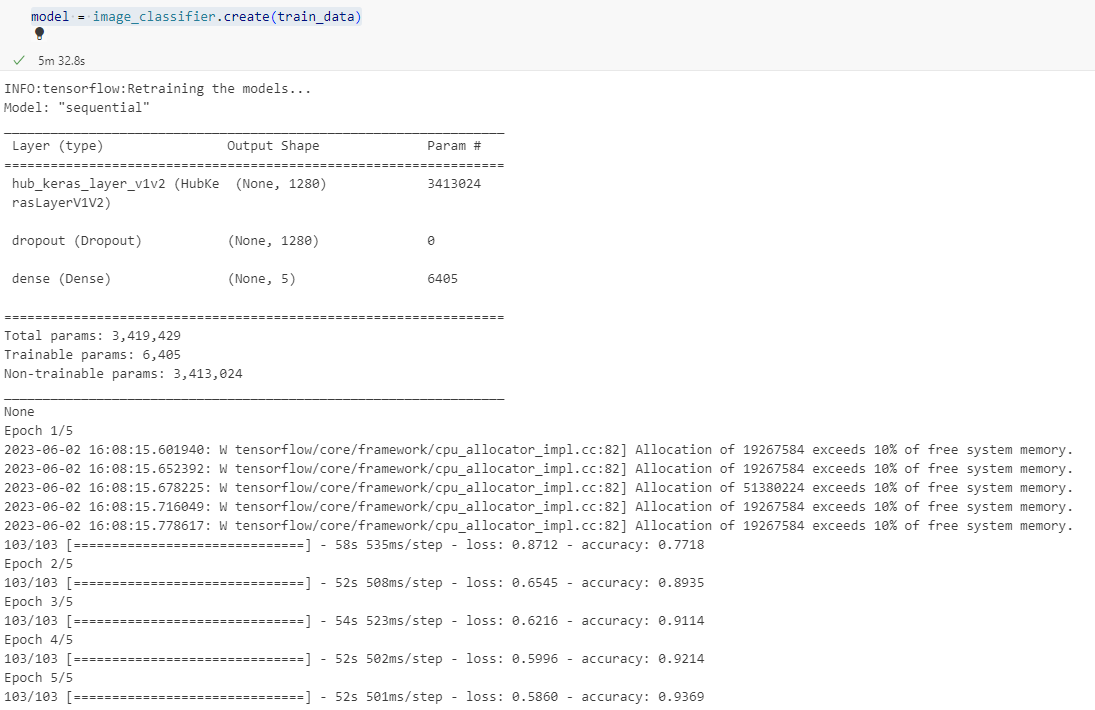 model = image_classifier.create(train_data)
5m 32.8s
INFO:tensorflow:Retraining the models...
Model: "sequential"
_________________________________________________________________
Layer (type) Output Shape Param #
=================================================================
hub_keras_layer_v1v2 (HubKe (None, 1280) 3413024
rasLayerV1V2)
dropout (Dropout) (None, 1280) 0
dense (Dense) (None, 5) 6405
=================================================================
Total params: 3,419,429
Trainable params: 6,405
Non-trainable params: 3,413,024
_________________________________________________________________
None
Epoch 1/5
2023-06-02 16:08:15.601940: W tensorflow/core/framework/cpu_allocator_impl.cc:82] Allocation of 19267584 exceeds 10% of free system memory.
2023-06-02 16:08:15.652392: W tensorflow/core/framework/cpu_allocator_impl.cc:82] Allocation of 19267584 exceeds 10% of free system memory.
2023-06-02 16:08:15.678225: W tensorflow/core/framework/cpu_allocator_impl.cc:82] Allocation of 51380224 exceeds 10% of free system memory.
2023-06-02 16:08:15.716049: W tensorflow/core/framework/cpu_allocator_impl.cc:82] Allocation of 19267584 exceeds 10% of free system memory.
2023-06-02 16:08:15.778617: W tensorflow/core/framework/cpu_allocator_impl.cc:82] Allocation of 19267584 exceeds 10% of free system memory.
103/103 [==============================] - 58s 535ms/step - loss: 0.8712 - accuracy: 0.7718
Epoch 2/5
103/103 [==============================] - 52s 508ms/step - loss: 0.6545 - accuracy: 0.8935
Epoch 3/5
103/103 [==============================] - 54s 523ms/step - loss: 0.6216 - accuracy: 0.9114
Epoch 4/5
103/103 [==============================] - 52s 502ms/step - loss: 0.5996 - accuracy: 0.9214
Epoch 5/5
103/103 [==============================] - 52s 501ms/step - loss: 0.5860 - accuracy: 0.9369